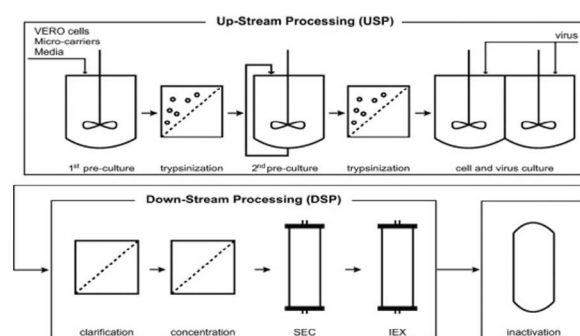 Up-Stream Processing (USP)
VERO cells
Micro-carriers
Media
virus
1st pre-culture
trypsinization
2nd pre-culture
trypsinization
cell and virus culture
Down-Stream Processing (DSP)
clarification
concentration
SEC
IEX
inactivation